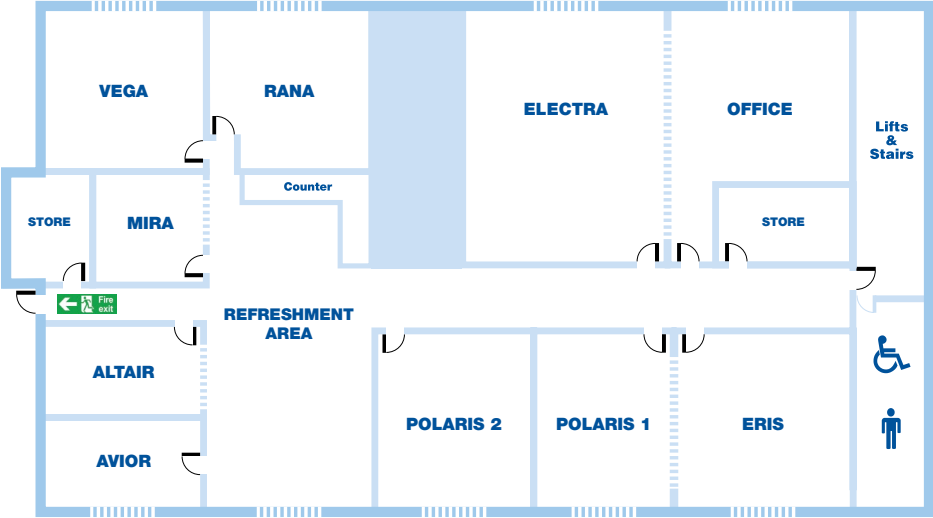 VEGA
RANA
ELECTRA
OFFICE
Lifts
&
Stairs
Counter
STORE
MIRA
STORE
Fire
exit
REFRESHMENT
AREA
ALTAIR
POLARIS 2
POLARIS 1
ERIS
AVIOR